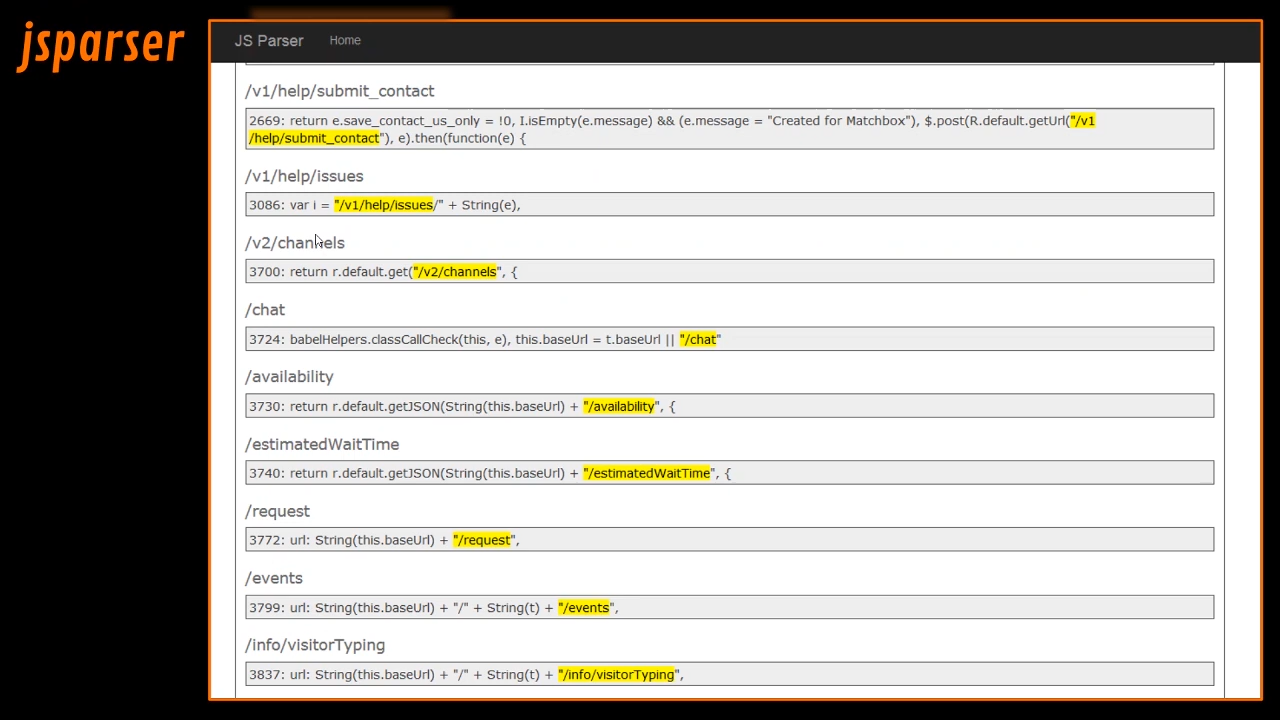 jsparser
JS Parser Home
/v1/help/submit_contact
2669: return e.save_contact_us_only = !0, I.isEmpty(e.message) && (e.message = "Created for Matchbox"), $.post(R.default.getUrl("/v1
/help/submit_contact"), e).then(function(e) {
/v1/help/issues
3086: var i = "/v1/help/issues/" + String(e),
/v2/channels
3700: return r.default.get("/v2/channels", {
/chat
3724: babelHelpers.classCallCheck(this, e), this.baseUrl = t.baseUrl || "/chat"
/availability
3730: return r.default.getJSON(String(this.baseUrl) + "/availability", {
/estimatedWaitTime
3740: return r.default.getJSON(String(this.baseUrl) + "/estimatedWaitTime", {
/request
3772: url: String(this.baseUrl) + "/request",
/events
3799: url: String(this.baseUrl) + "/" + String(t) + "/events",
/info/visitorTyping
3837: url: String(this.baseUrl) + "/" + String(t) + "/info/visitorTyping",